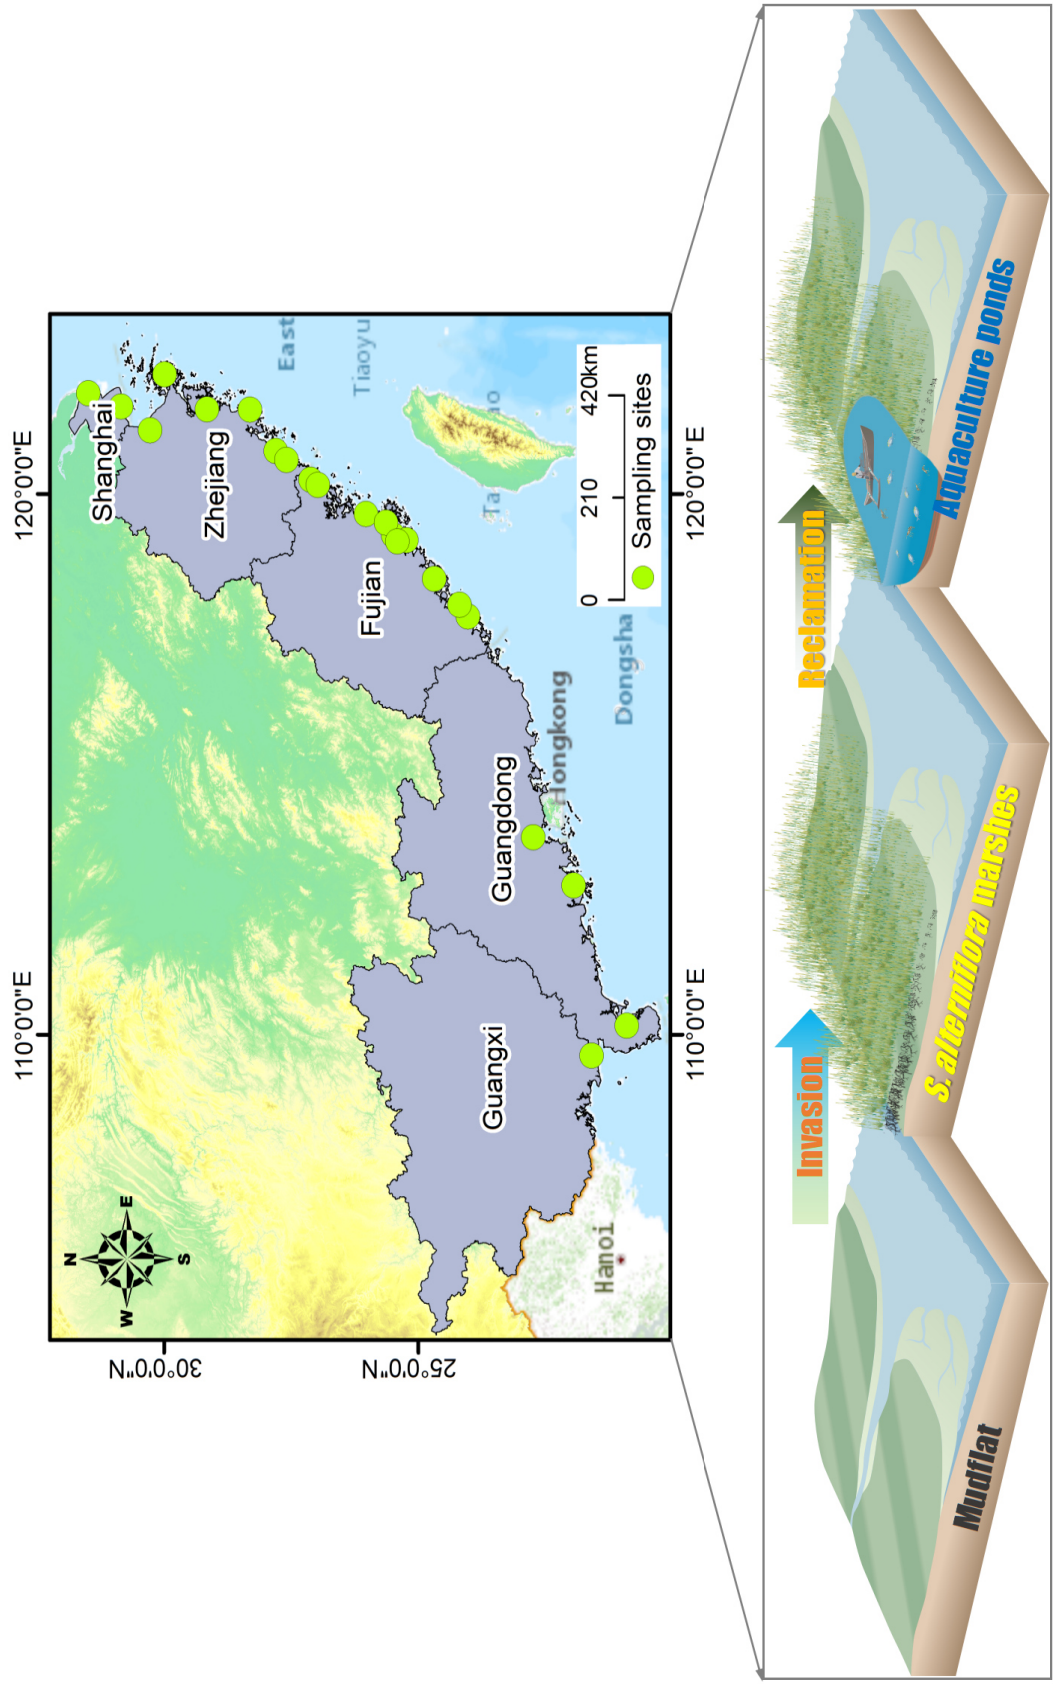 110°0'0"E
120°0'0"E
N
W
E
S
30°0'0"N
25°0'0"N
Shanghai
Zhejiang
Fujian
Guangdong
Guangxi
East
Tiaoyu
Hongkong
Dongsha
Hanoi
0 210 420km
Sampling sites
110°0'0"E
120°0'0"E
Invasion
Reclamation
Mudflat
S. alterniflora marshes
Aquaculture ponds